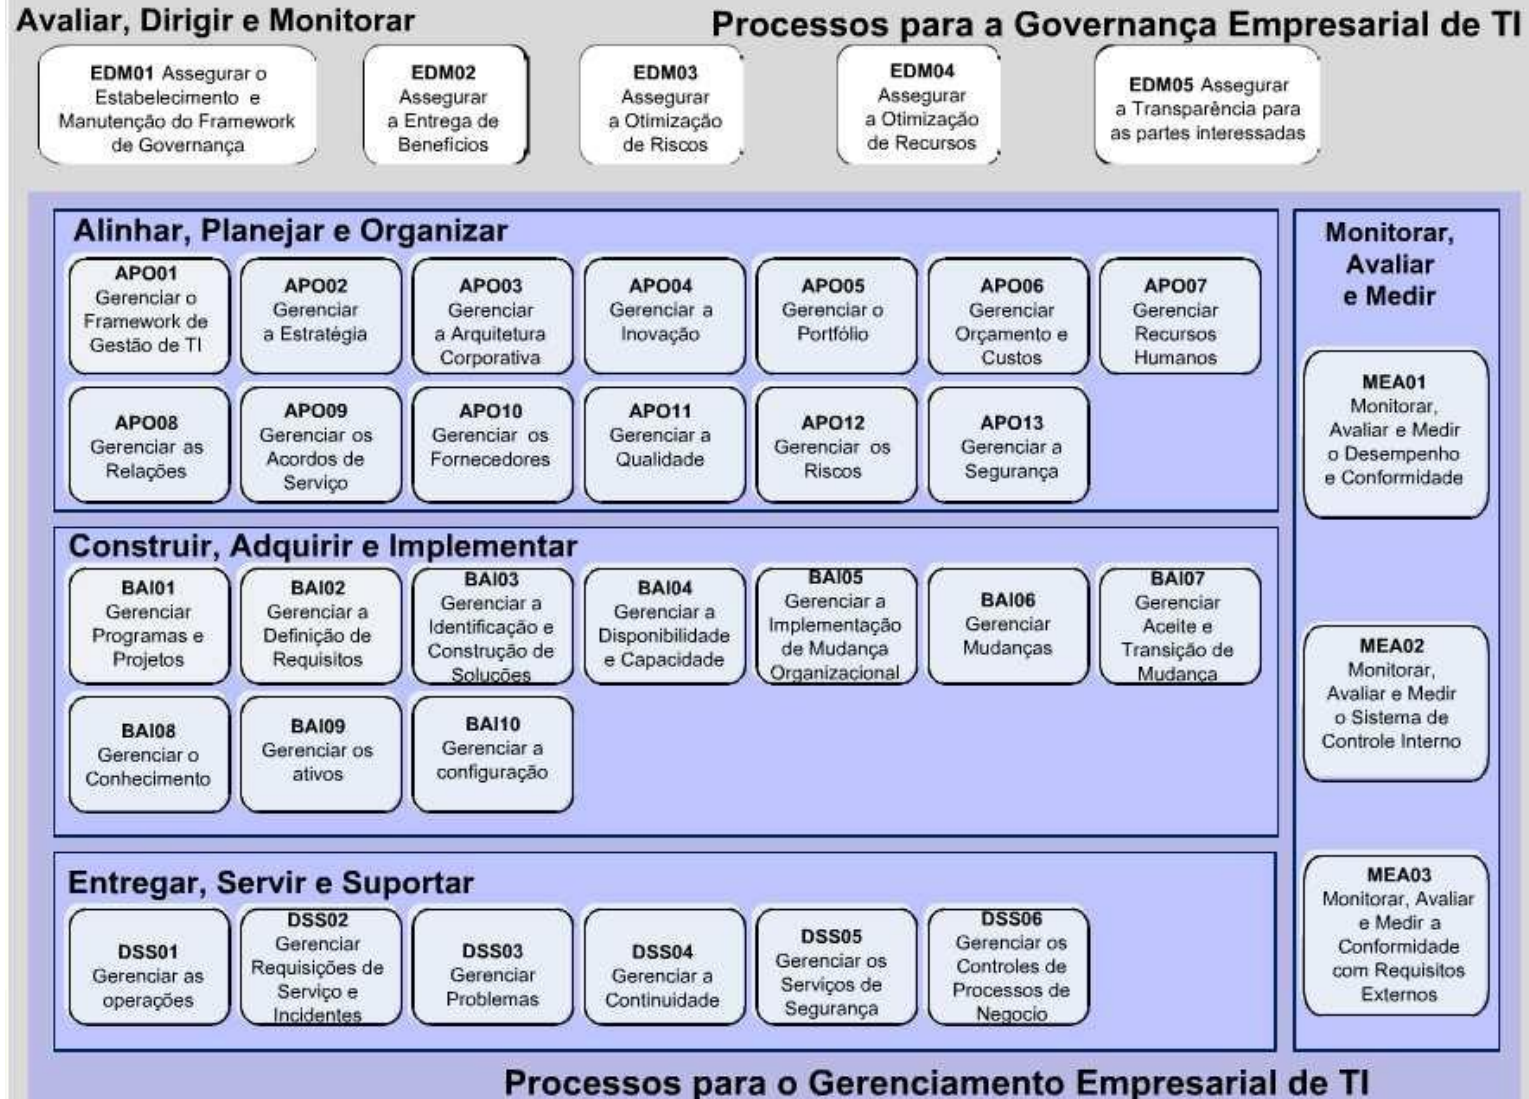 Avaliar, Dirigir e Monitorar
Processos para a Governança Empresarial de TI
EDM01 Assegurar o
Estabelecimento e
Manutenção do Framework
de Governança
EDM02
Assegurar
a Entrega de
Benefícios
EDM03
Assegurar
a Otimização
de Riscos
EDM04
Assegurar
a Otimização
de Recursos
EDM05 Assegurar
a Transparência para
as partes interessadas
Alinhar, Planejar e Organizar
APO01
Gerenciar o
Framework de
Gestão de TI
APO02
Gerenciar
a Estratégia
APO03
Gerenciar
a Arquitetura
Corporativa
APO04
Gerenciar a
Inovação
APO05
Gerenciar o
Portfólio
APO06
Gerenciar
Orçamento e
Custos
APO07
Gerenciar
Recursos
Humanos
APO08
Gerenciar as
Relações
APO09
Gerenciar os
Acordos de
Serviço
APO10
Gerenciar os
Fornecedores
APO11
Gerenciar a
Qualidade
APO12
Gerenciar os
Riscos
APO13
Gerenciar a
Segurança
Construir, Adquirir e Implementar
BAI01
Gerenciar
Programas e
Projetos
BAI02
Gerenciar a
Definição de
Requisitos
BAI03
Gerenciar a
Identificação e
Construção de
Soluções
BAI04
Gerenciar a
Disponibilidade
e Capacidade
BAI05
Gerenciar a
Implementação
de Mudança
Organizacional
BAI06
Gerenciar
Mudanças
BAI07
Gerenciar
Aceite e
Transição de
Mudança
BAI08
Gerenciar o
Conhecimento
BAI09
Gerenciar os
ativos
BAI10
Gerenciar a
configuração
Entregar, Servir e Suportar
DSS01
Gerenciar as
operações
DSS02
Gerenciar
Requisições de
Serviço e
Incidentes
DSS03
Gerenciar
Problemas
DSS04
Gerenciar a
Continuidade
DSS05
Gerenciar os
Serviços de
Segurança
DSS06
Gerenciar os
Controles de
Processos de
Negocio
Monitorar,
Avaliar
e Medir
MEA01
Monitorar,
Avaliar e Medir
o Desempenho
e Conformidade
MEA02
Monitorar,
Avaliar e Medir
o Sistema de
Controle Interno
MEA03
Monitorar, Avaliar
e Medir a
Conformidade
com Requisitos
Externos
Processos para o Gerenciamento Empresarial de TI